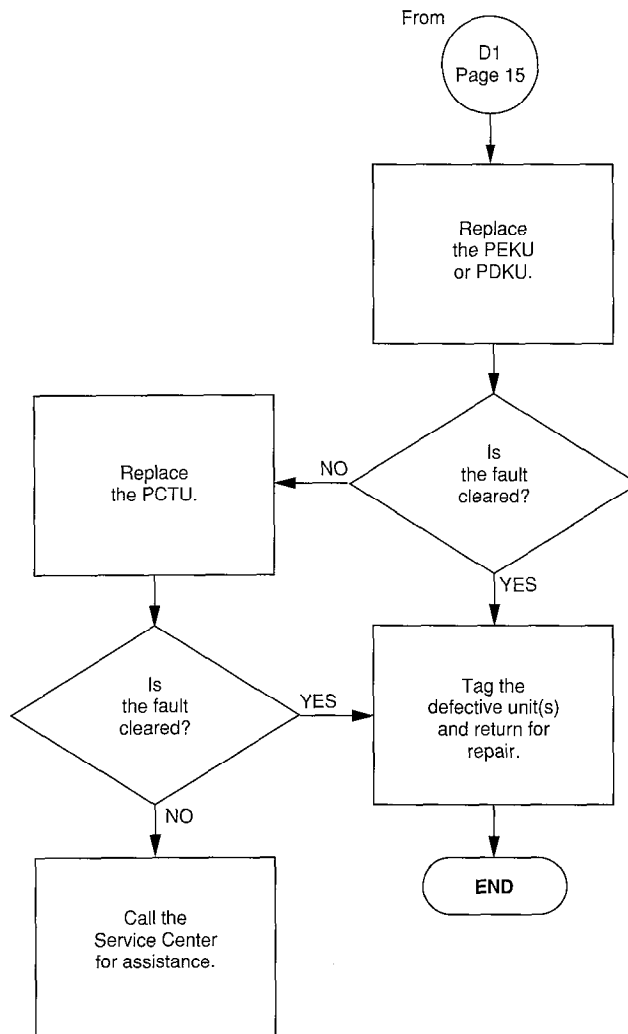 From
D1
Page 15
Replace
the PEKU
or PDKU.
Is
the fault
cleared?
NO
YES
Replace
the PCTU.
Is
the fault
cleared?
YES
NO
Tag the
defective unit(s)
and return for
repair.
END
Call the
Service Center
for assistance.